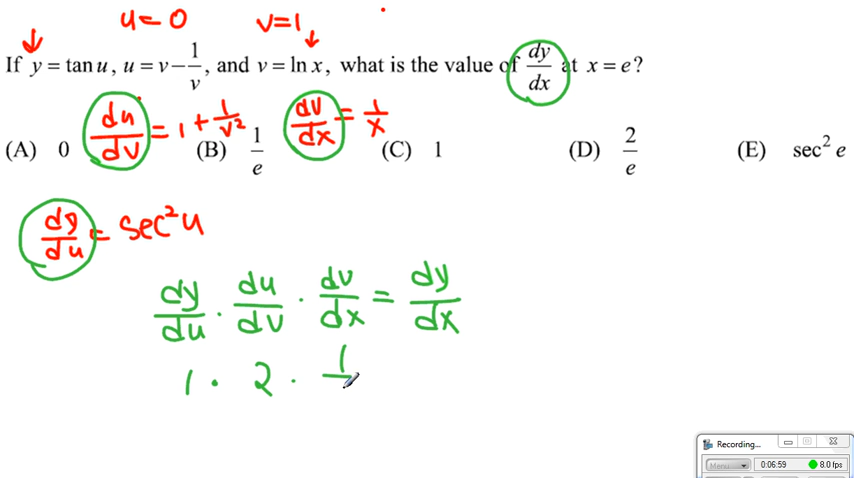 u = 0 v = 1
If y = tan u, u = v − 1/v, and v = ln x, what is the value of dy/dx at x = e?
du/dv = 1 + 1/v² dv/dx = 1/x
(A) 0 (B) 1/e (C) 1 (D) 2/e (E) sec² e
dy/du = sec² u
dy/du · du/dv · dv/dx = dy/dx
1 · 2 · 1
Recording...
Menu 0:06:59 8.0 fps